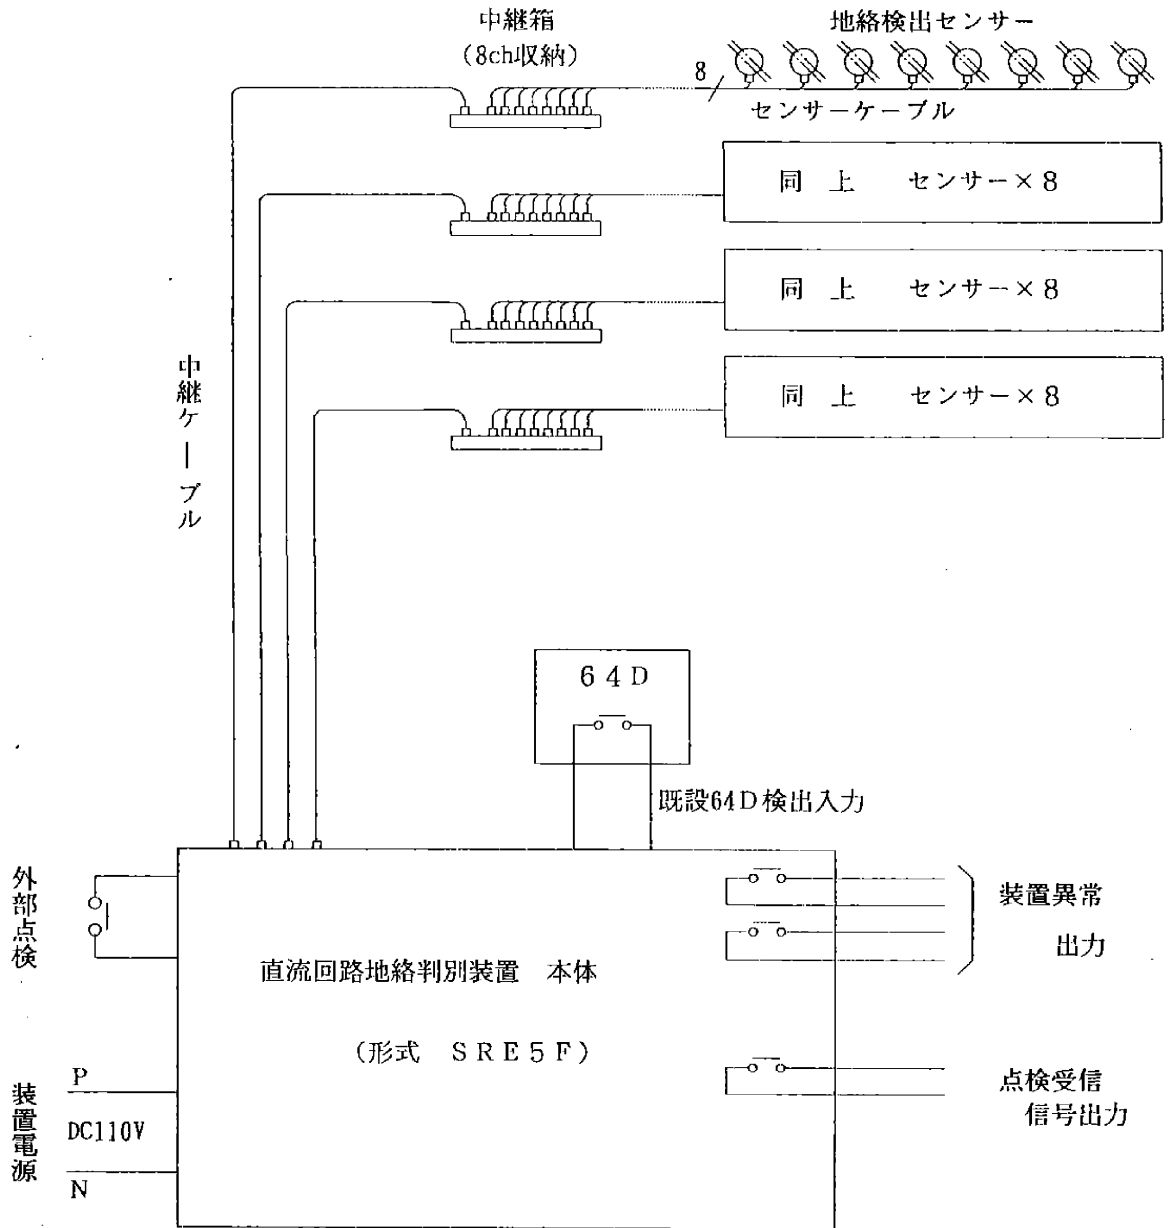 中継箱
(8ch収納)
地絡検出センサー
8
センサーケーブル
同 上 センサー×8
同 上 センサー×8
同 上 センサー×8
中継ケーブル
64D
既設64D検出入力
外部点検
装置異常
出力
直流回路地絡判別装置 本体
(形式 SRE5F)
点検受信
信号出力
装置電源
P
DC110V
N